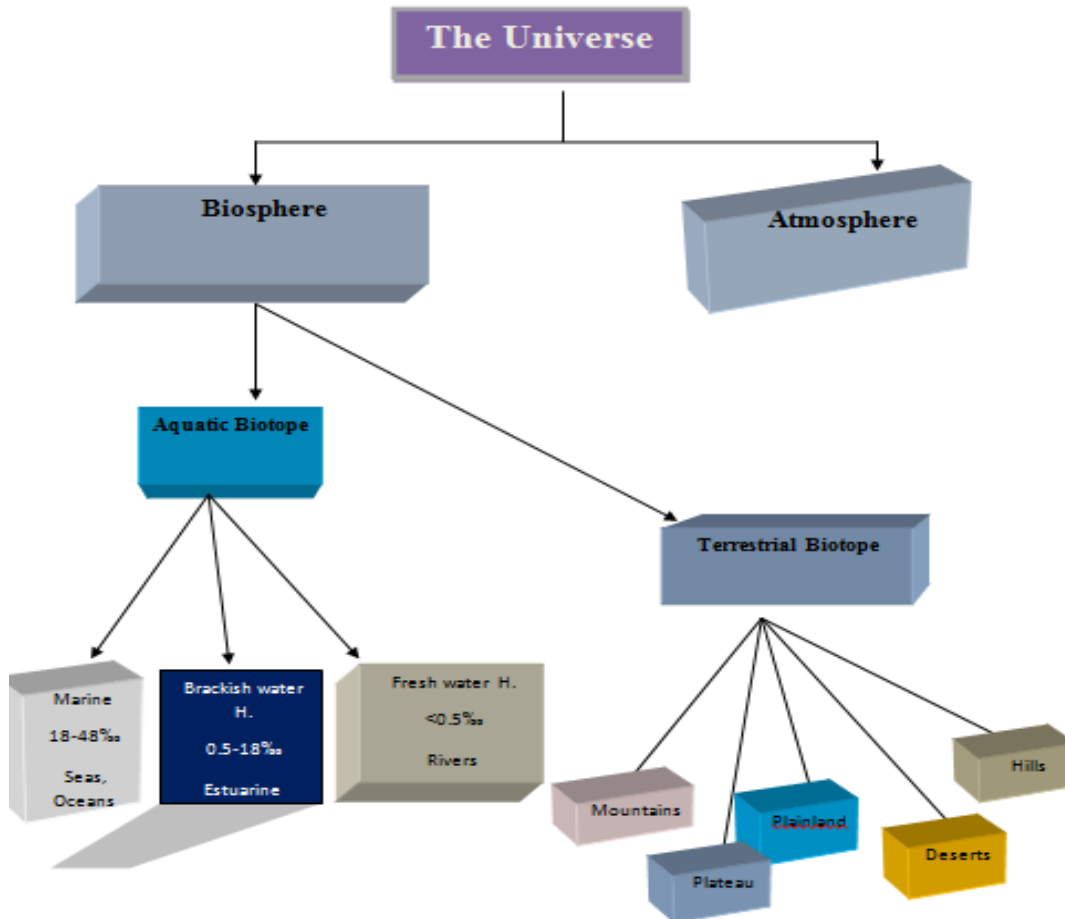 The Universe
Biosphere
Atmosphere
Aquatic Biotope
Terrestrial Biotope
Marine
18-48‰
Seas,
Oceans
Brackish water
H.
0.5-18‰
Estuarine
Fresh water H.
<0.5‰
Rivers
Mountains
Plateau
Plainland
Deserts
Hills